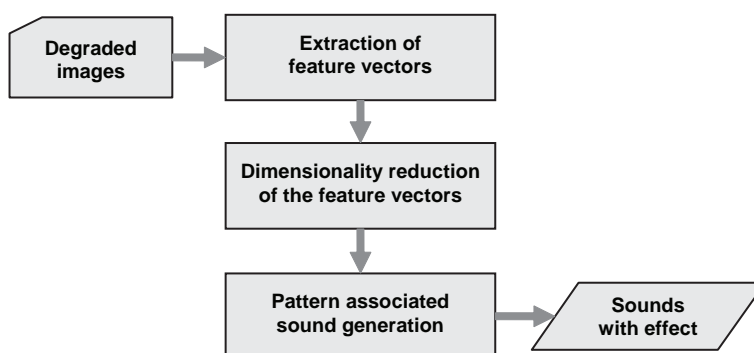 Degraded
images
Extraction of
feature vectors
Dimensionality reduction
of the feature vectors
Pattern associated
sound generation
Sounds
with effect